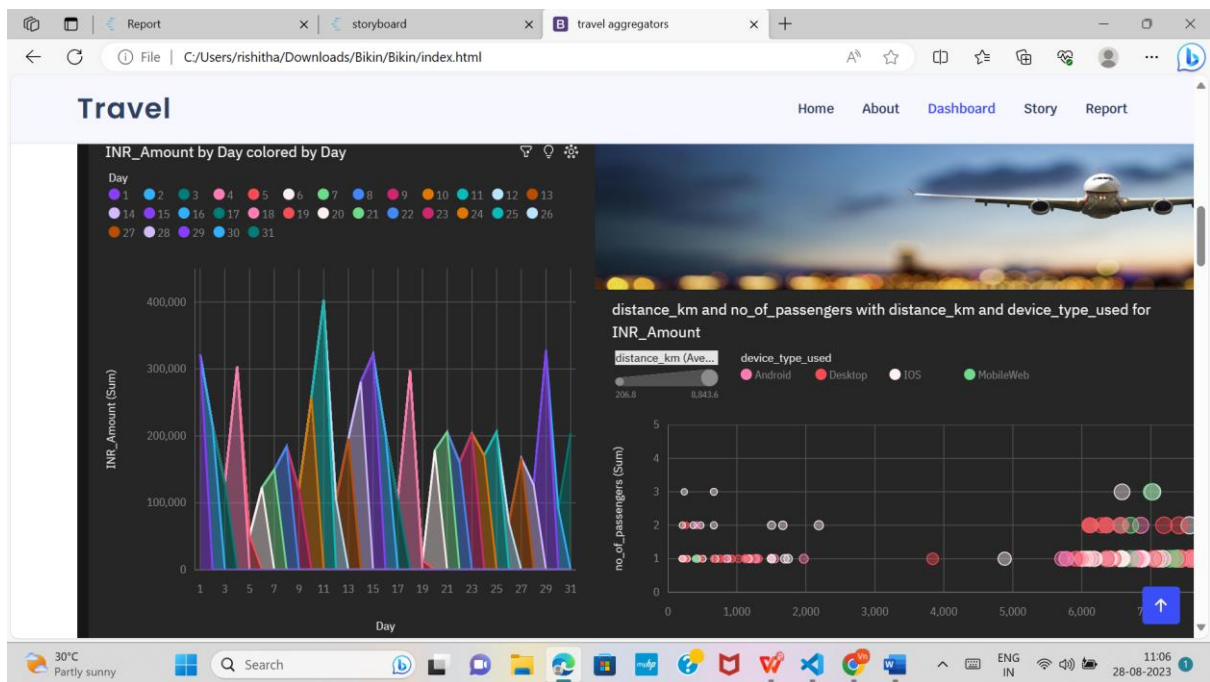 Report
storyboard
B travel aggregators
File | C:/Users/rishitha/Downloads/Bikin/Bikin/index.html
Travel
Home About Dashboard Story Report
INR_Amount by Day colored by Day
Day
1 2 3 4 5 6 7 8 9 10 11 12 13
14 15 16 17 18 19 20 21 22 23 24 25 26
27 28 29 30 31
400,000
300,000
200,000
100,000
0
INR_Amount (Sum)
1 3 5 7 9 11 13 15 17 19 21 23 25 27 29 31
Day
distance_km and no_of_passengers with distance_km and device_type_used for
INR_Amount
distance_km (Ave...
206.8 8,843.6
device_type_used
Android Desktop IOS MobileWeb
5
4
3
2
1
0
no_of_passengers (Sum)
0 1,000 2,000 3,000 4,000 5,000 6,000 7
30°C
Partly sunny
Search
ENG
IN
11:06
28-08-2023
1